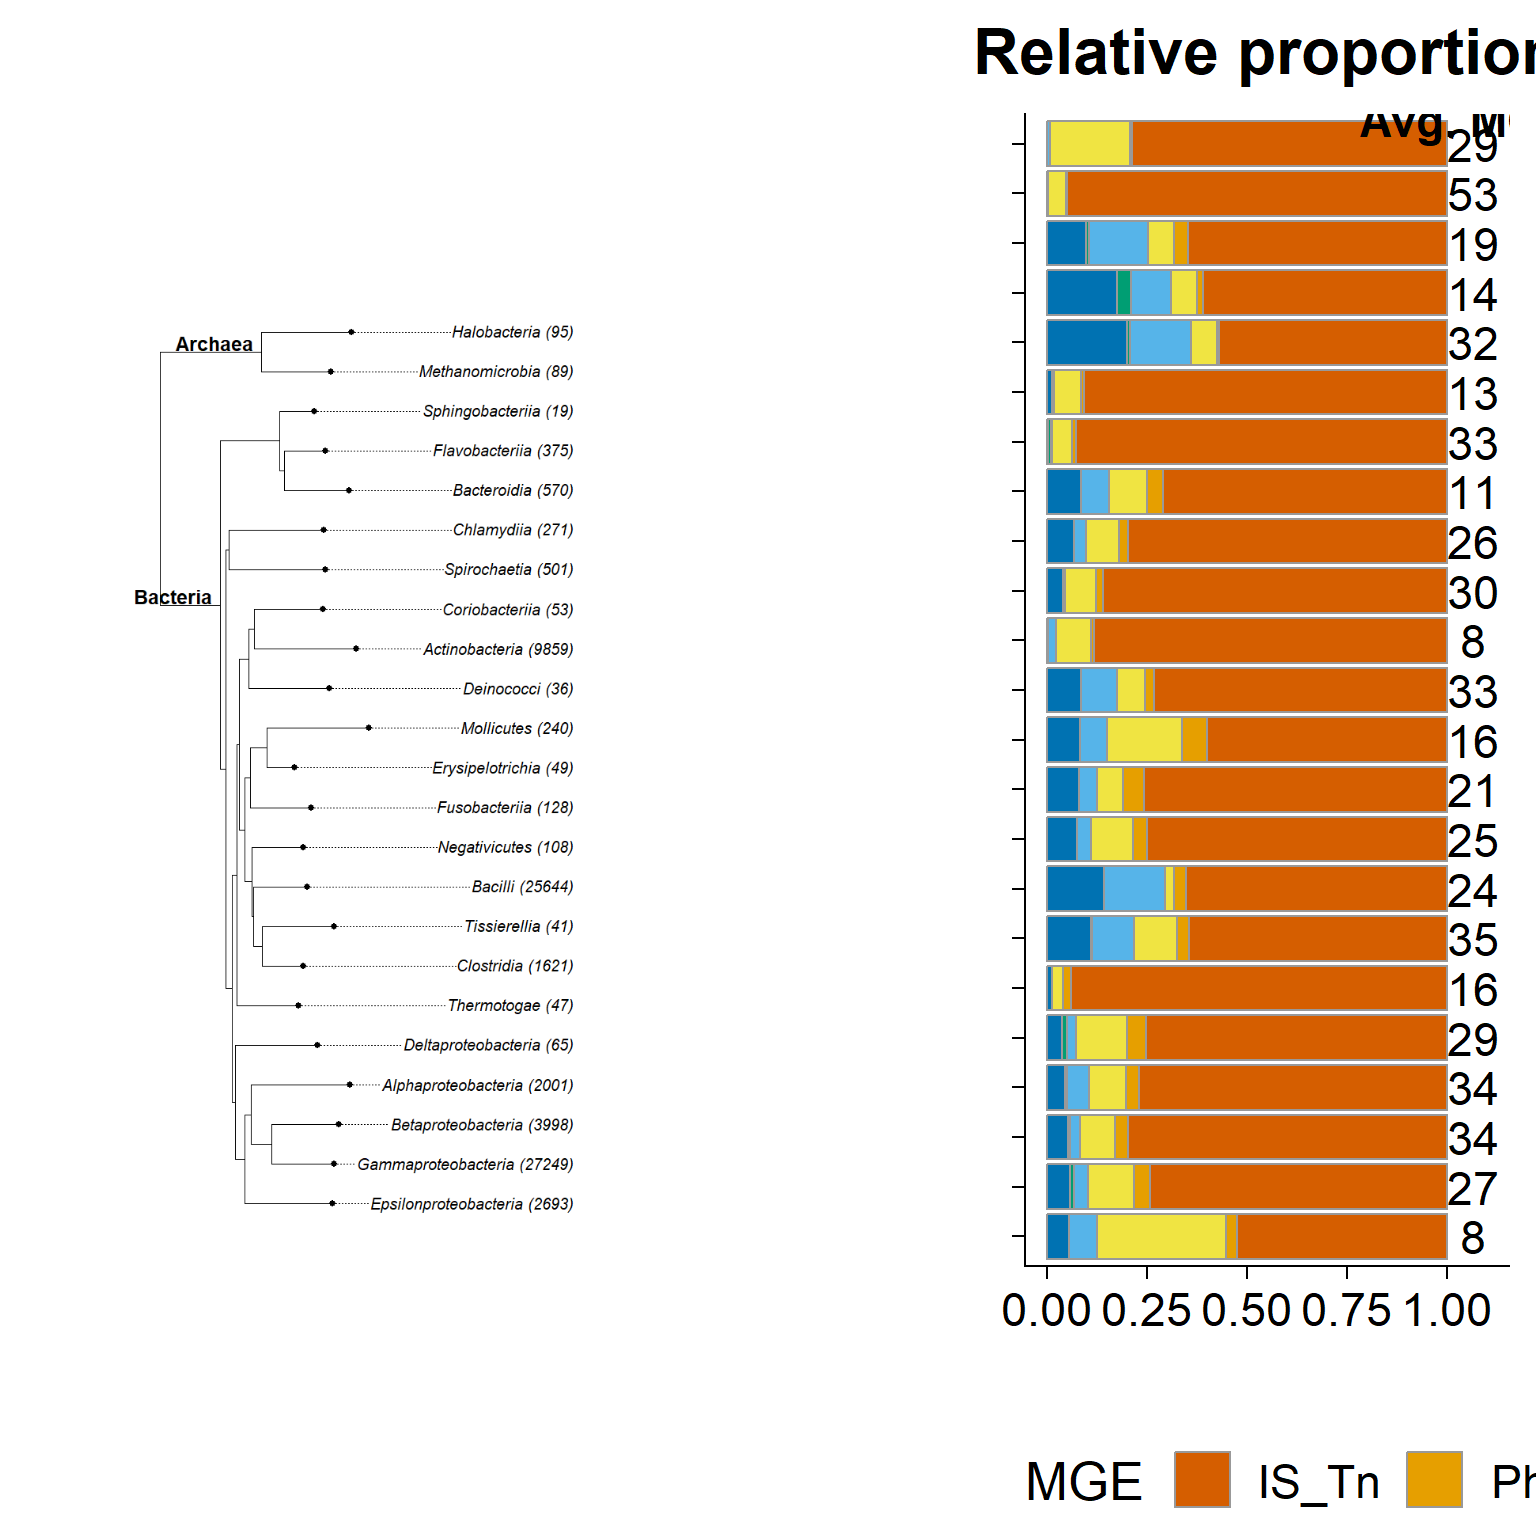 Relative proportion
Avg. M
Archaea
Bacteria
Halobacteria (95)
Methanomicrobia (89)
Sphingobacteriia (19)
Flavobacteriia (375)
Bacteroidia (570)
Chlamydiia (271)
Spirochaetia (501)
Coriobacteriia (53)
Actinobacteria (9859)
Deinococci (36)
Mollicutes (240)
Erysipelotrichia (49)
Fusobacteriia (128)
Negativicutes (108)
Bacilli (25644)
Tissierellia (41)
Clostridia (1621)
Thermotogae (47)
Deltaproteobacteria (65)
Alphaproteobacteria (2001)
Betaproteobacteria (3998)
Gammaproteobacteria (27249)
Epsilonproteobacteria (2693)
29
53
19
14
32
13
33
11
26
30
8
33
16
21
25
24
35
16
29
34
34
27
8
0.00 0.25 0.50 0.75 1.00
MGE IS_Tn Ph